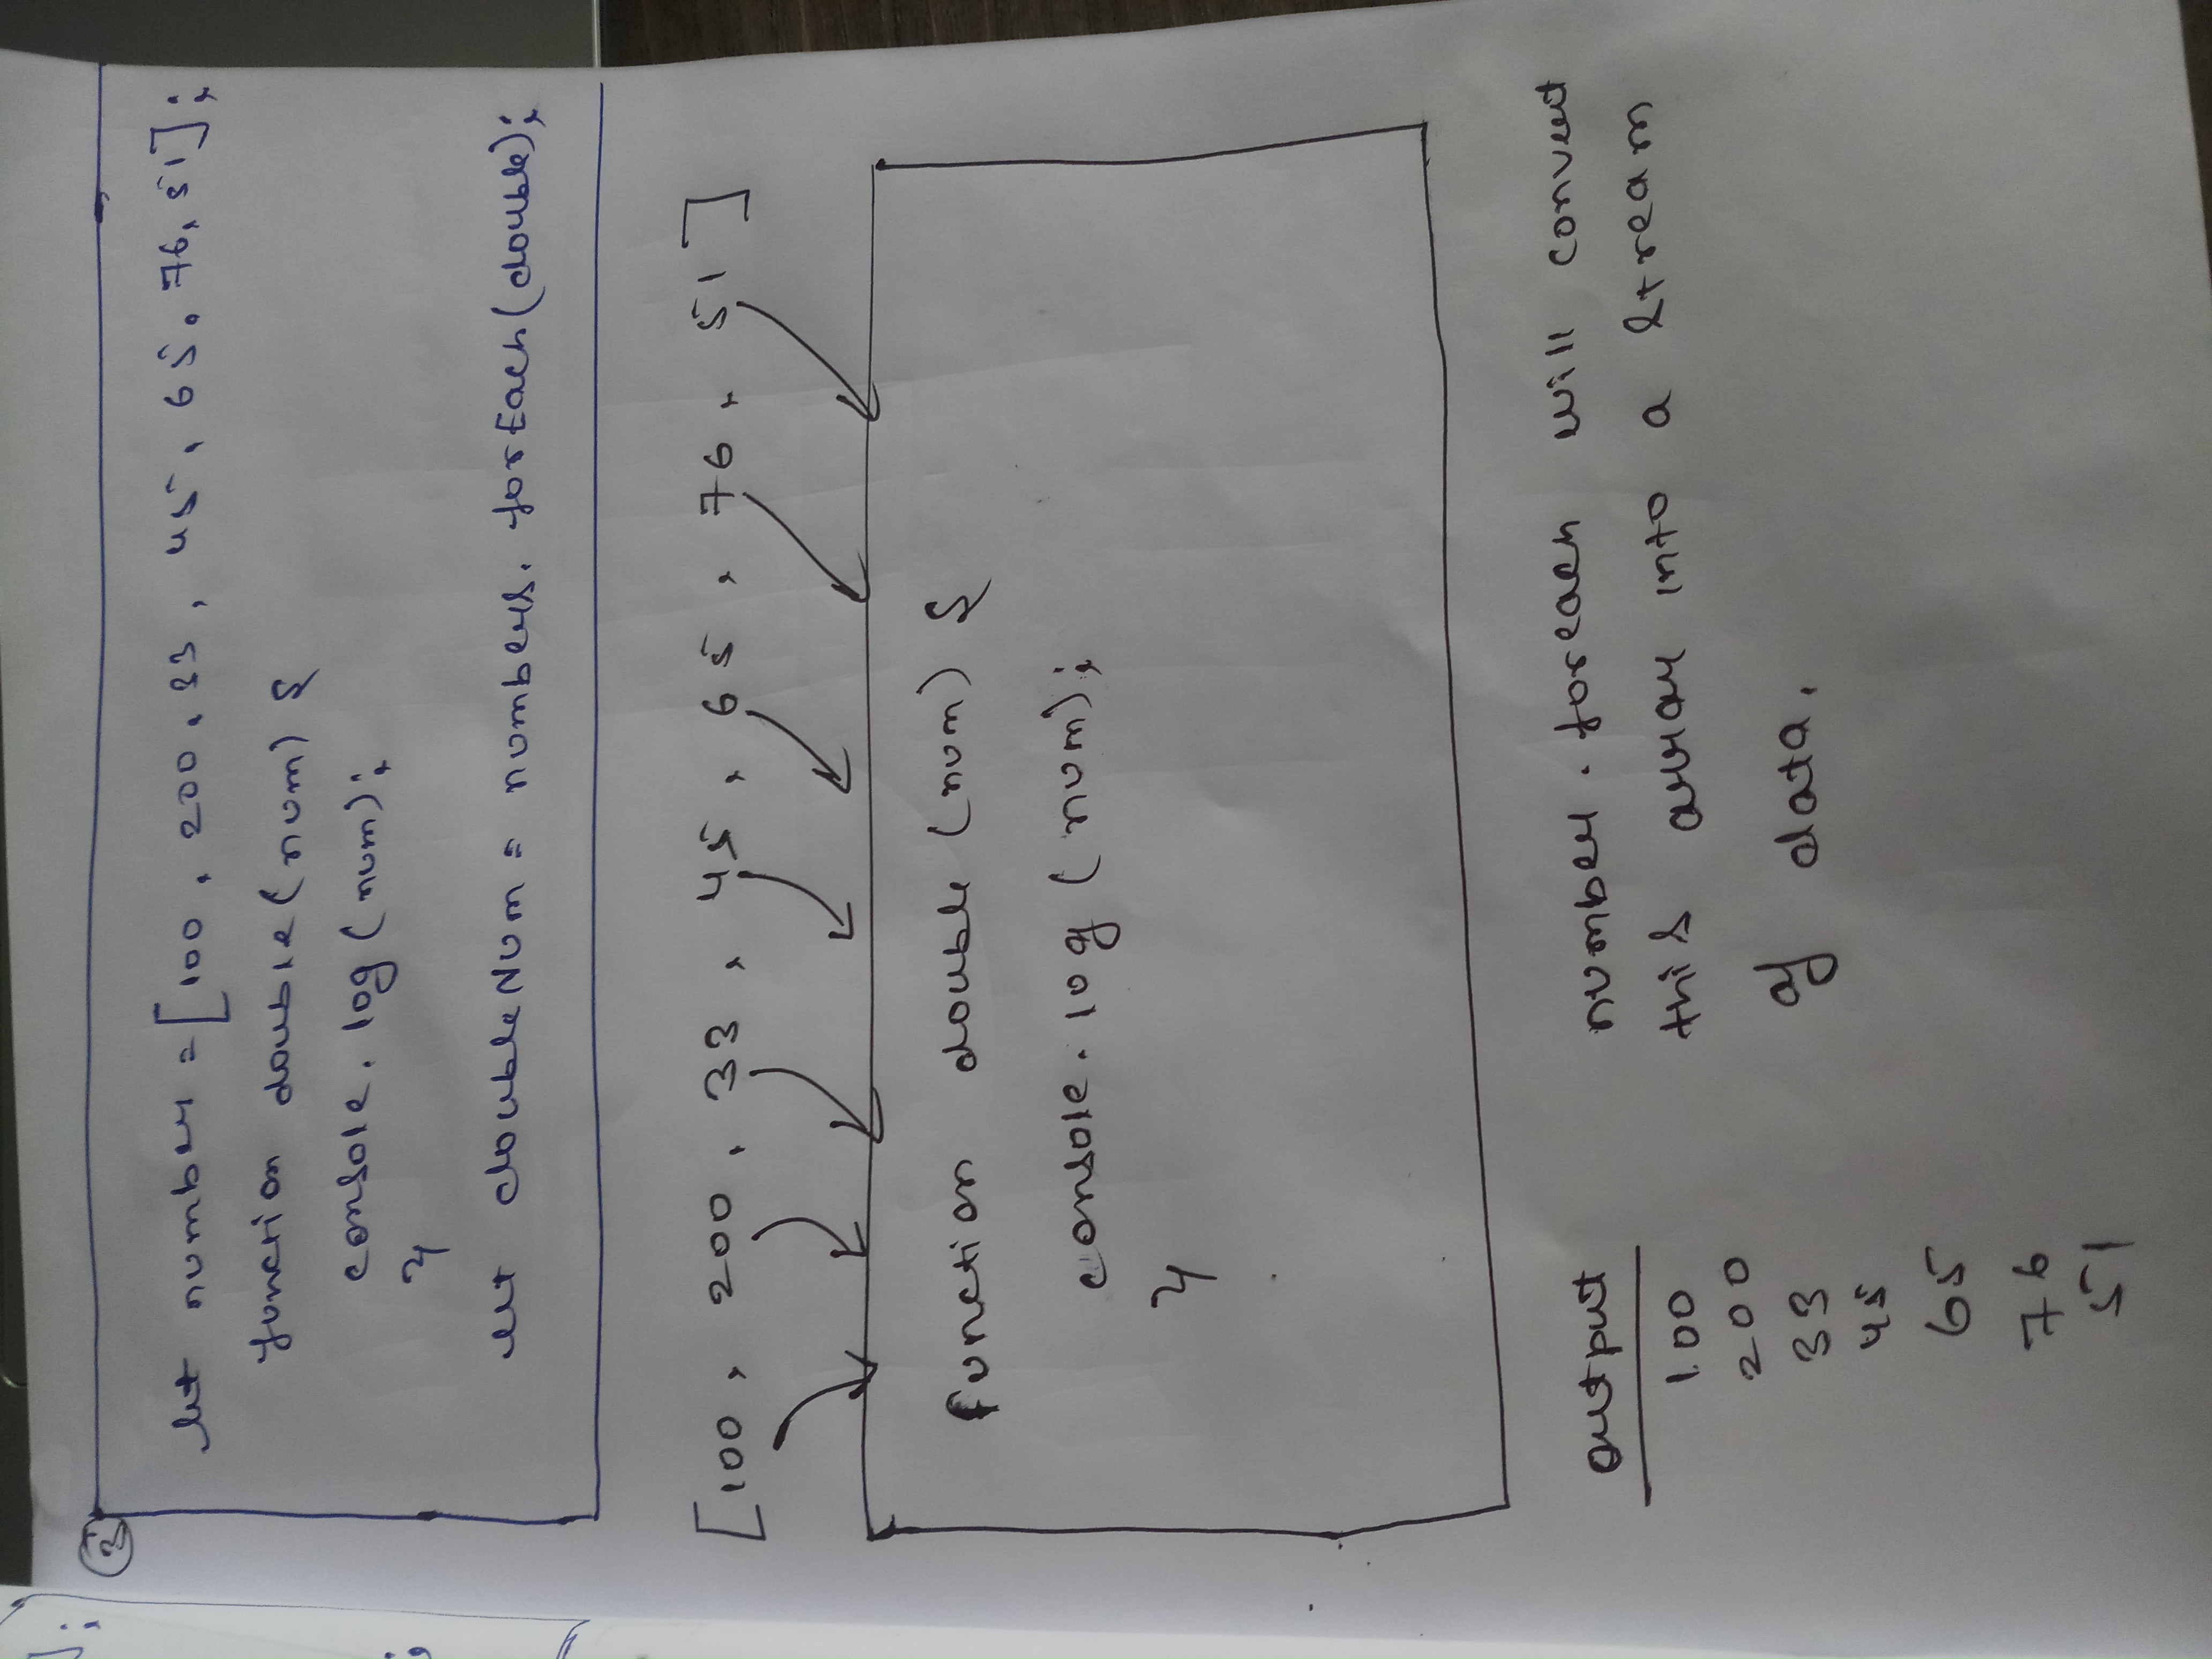 ];
;
3
let number = [100, 200, 33, 45, 65, 76, 51];
function double(num) {
console.log(num);
}
let doubleNum = numbers.forEach(double);
[100, 200, 33, 45, 65, 76, 51]
function double (num) {
console.log (num);
}
output
100
200
33
45
65
76
51
number.foreach will convert
this array into a stream
of data.